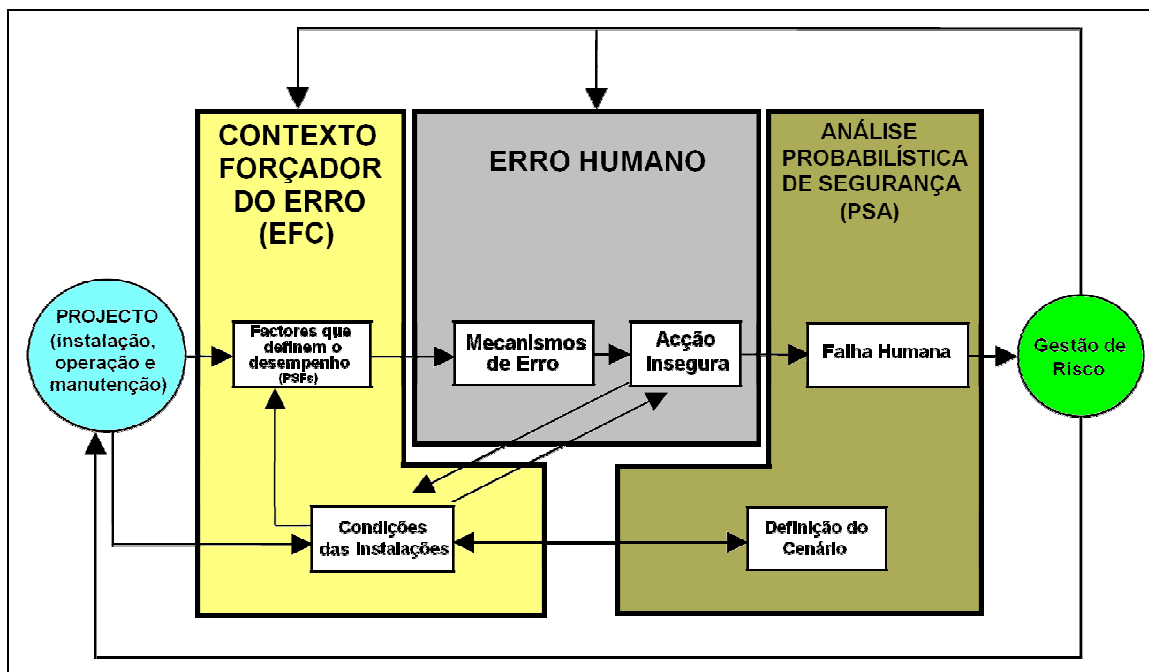 CONTEXTO
FORÇADOR
DO ERRO
(EFC)
ERRO HUMANO
ANÁLISE
PROBABILÍSTICA
DE SEGURANÇA
(PSA)
PROJECTO
(instalação,
operação e
manutenção)
Factores que
definem o
desempenho
(PSFs)
Mecanismos
de Erro
Acção
Insegura
Falha Humana
Gestão de
Risco
Condições
das Instalações
Definição do
Cenário